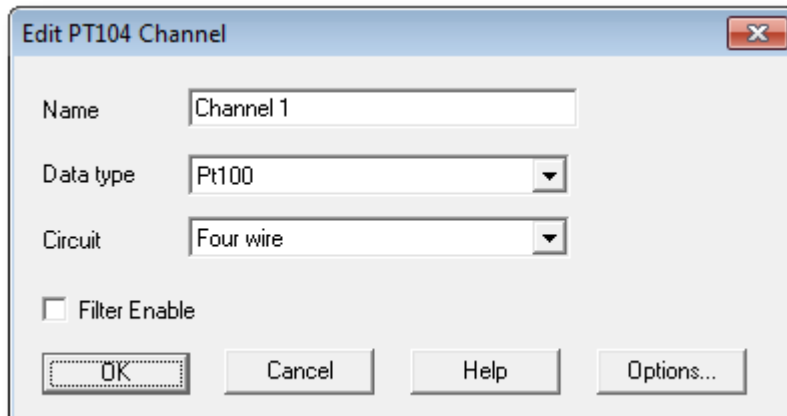 Edit PT104 Channel
Name Channel 1
Data type Pt100
Circuit Four wire
Filter Enable
OK Cancel Help Options...